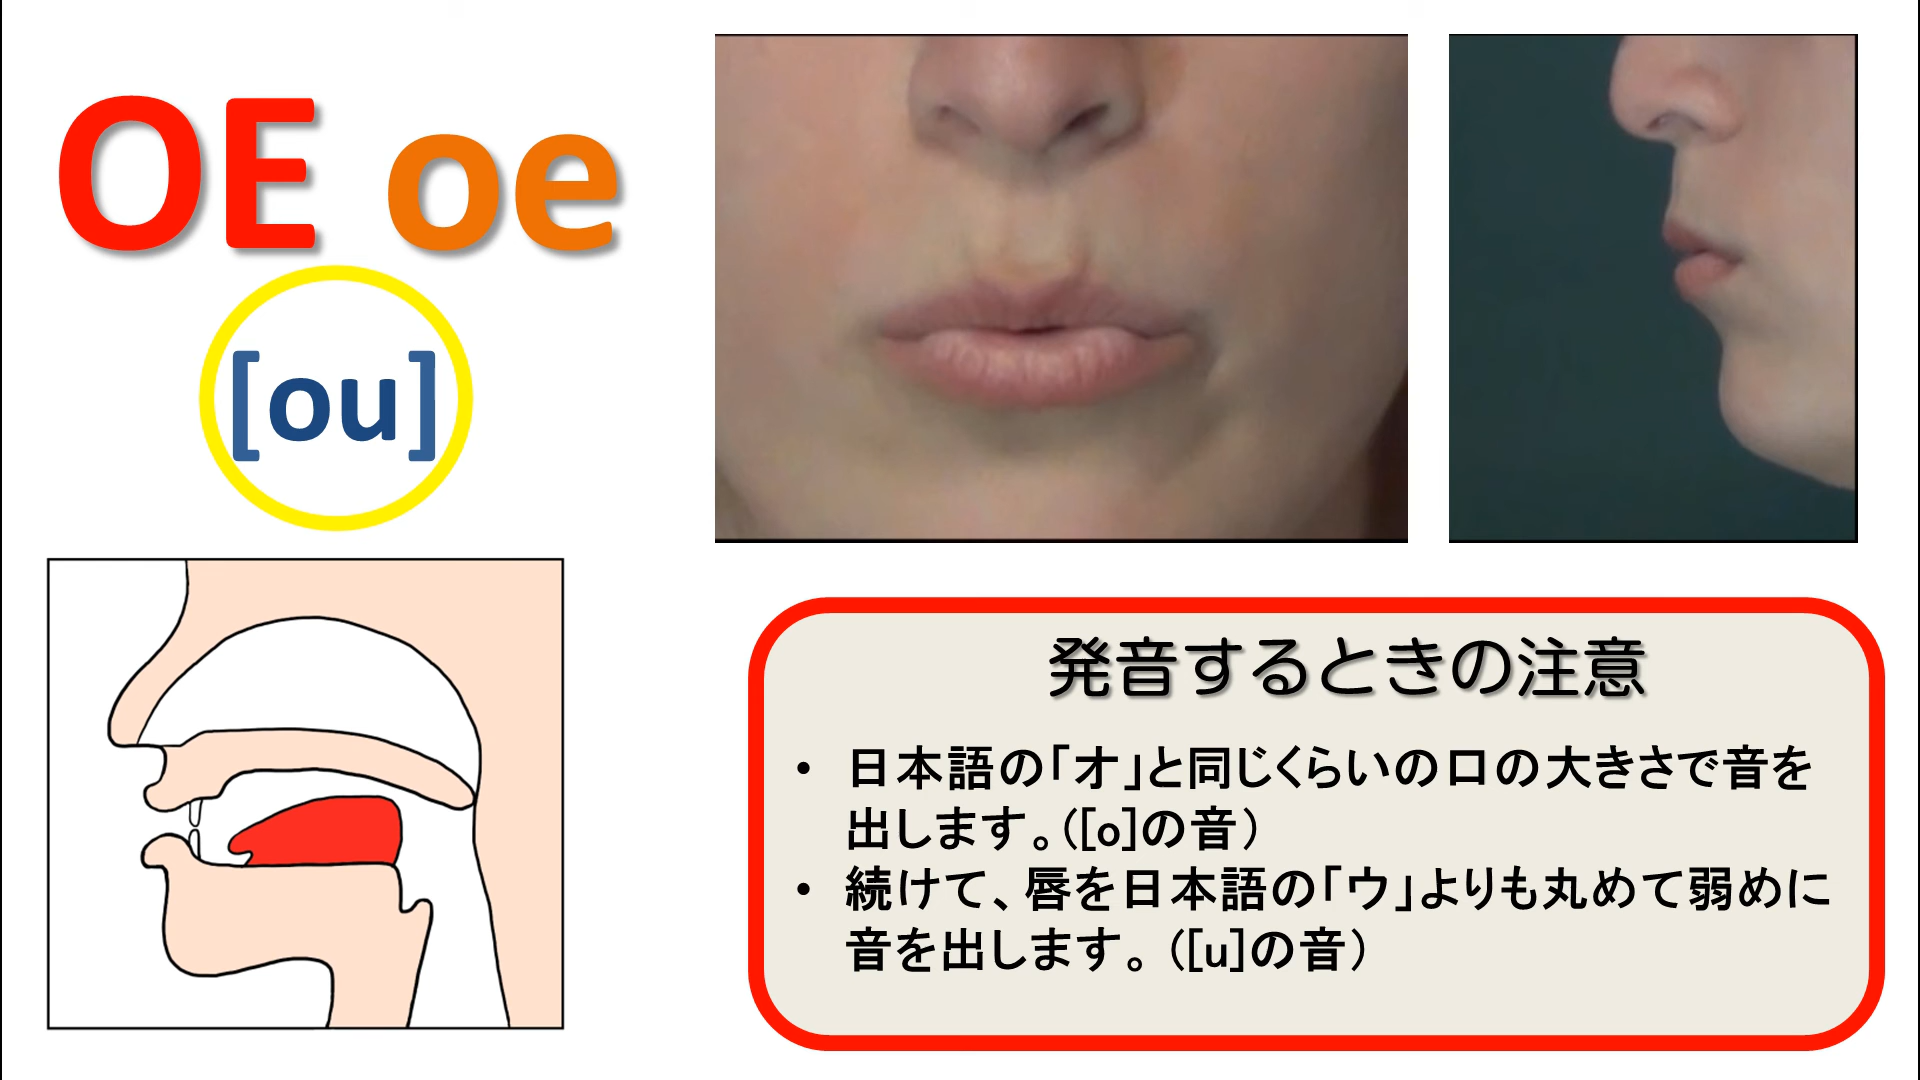 OE oe
[ou]
発音するときの注意
• 日本語の「オ」と同じくらいの口の大きさで音を
出します。([o]の音)
• 続けて、唇を日本語の「ウ」よりも丸めて弱めに
音を出します。([u]の音)